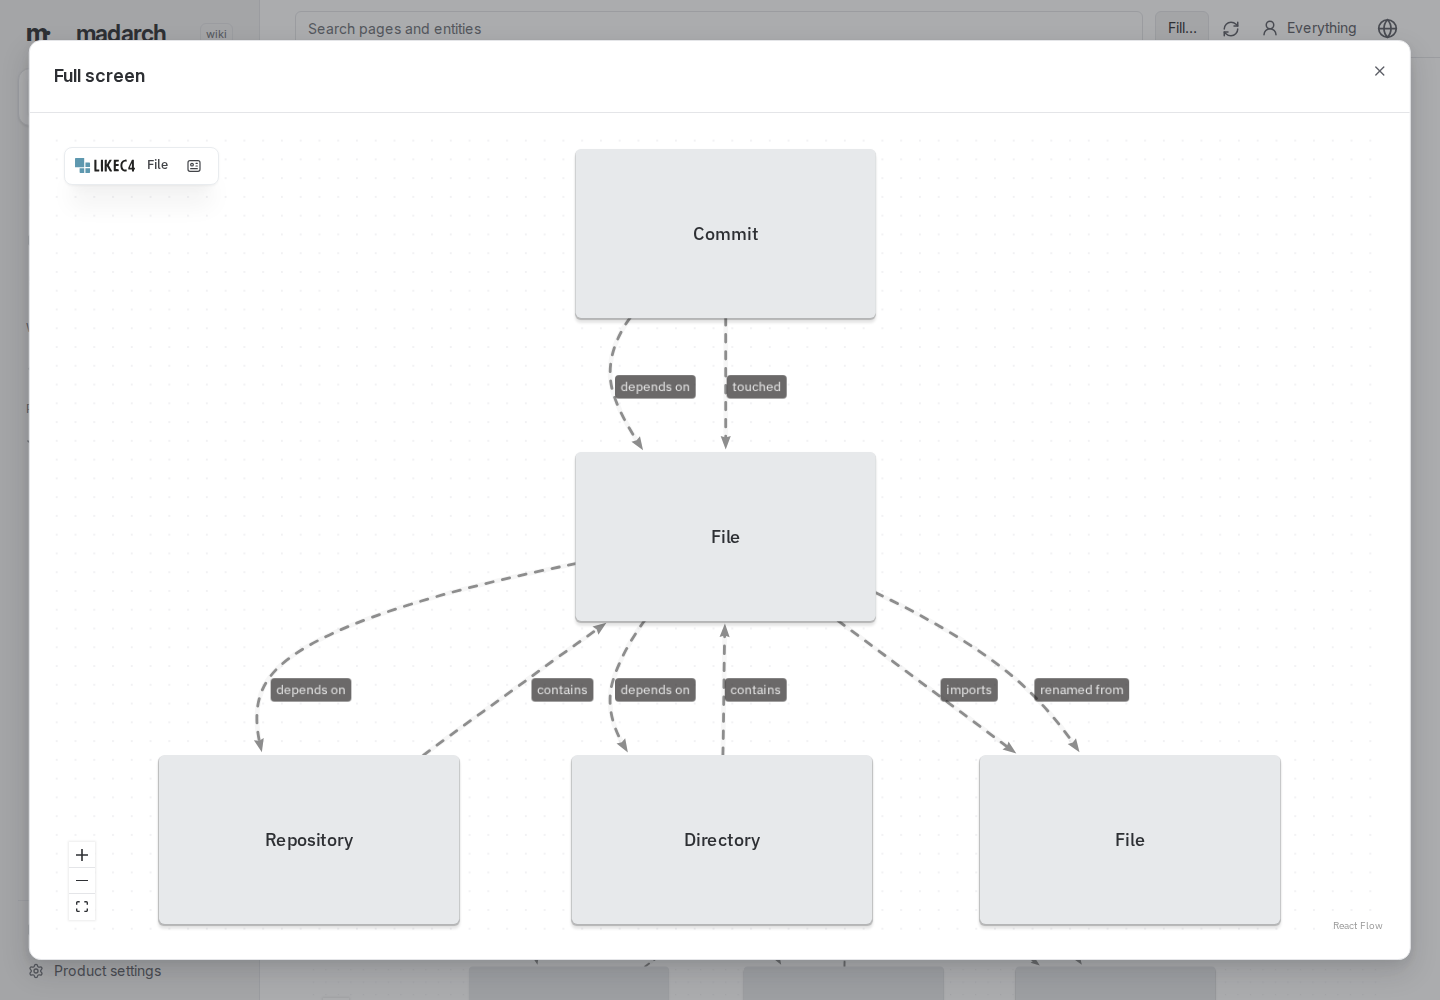 madarch
wiki
Search pages and entities
Fill...
Everything
Full screen
LIKEC4
File
Commit
depends on
touched
File
depends on
contains
depends on
contains
imports
renamed from
Repository
Directory
File
React Flow
Product settings